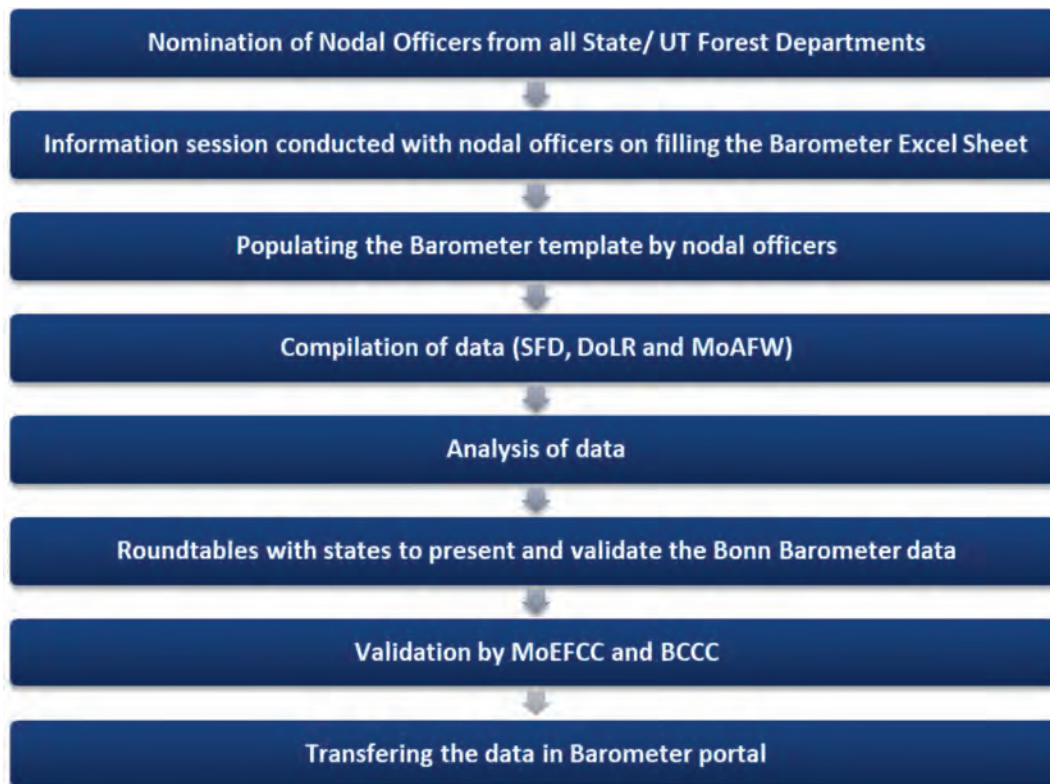 Nomination of Nodal Officers from all State/ UT Forest Departments
Information session conducted with nodal officers on filling the Barometer Excel Sheet
Populating the Barometer template by nodal officers
Compilation of data (SFD, DoLR and MoAFW)
Analysis of data
Roundtables with states to present and validate the Bonn Barometer data
Validation by MoEFCC and BCCC
Transfering the data in Barometer portal